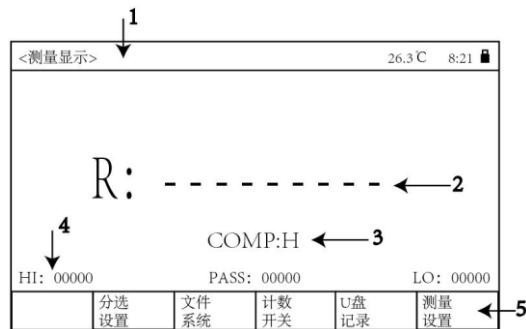 1
<测量显示> 26.3℃ 8:21
R: - - - - - - - - - 2
4 COMP:H 3
HI: 00000 PASS: 00000 LO: 00000
分选 文件 计数 U盘 测量 5
设置 系统 开关 记录 设置